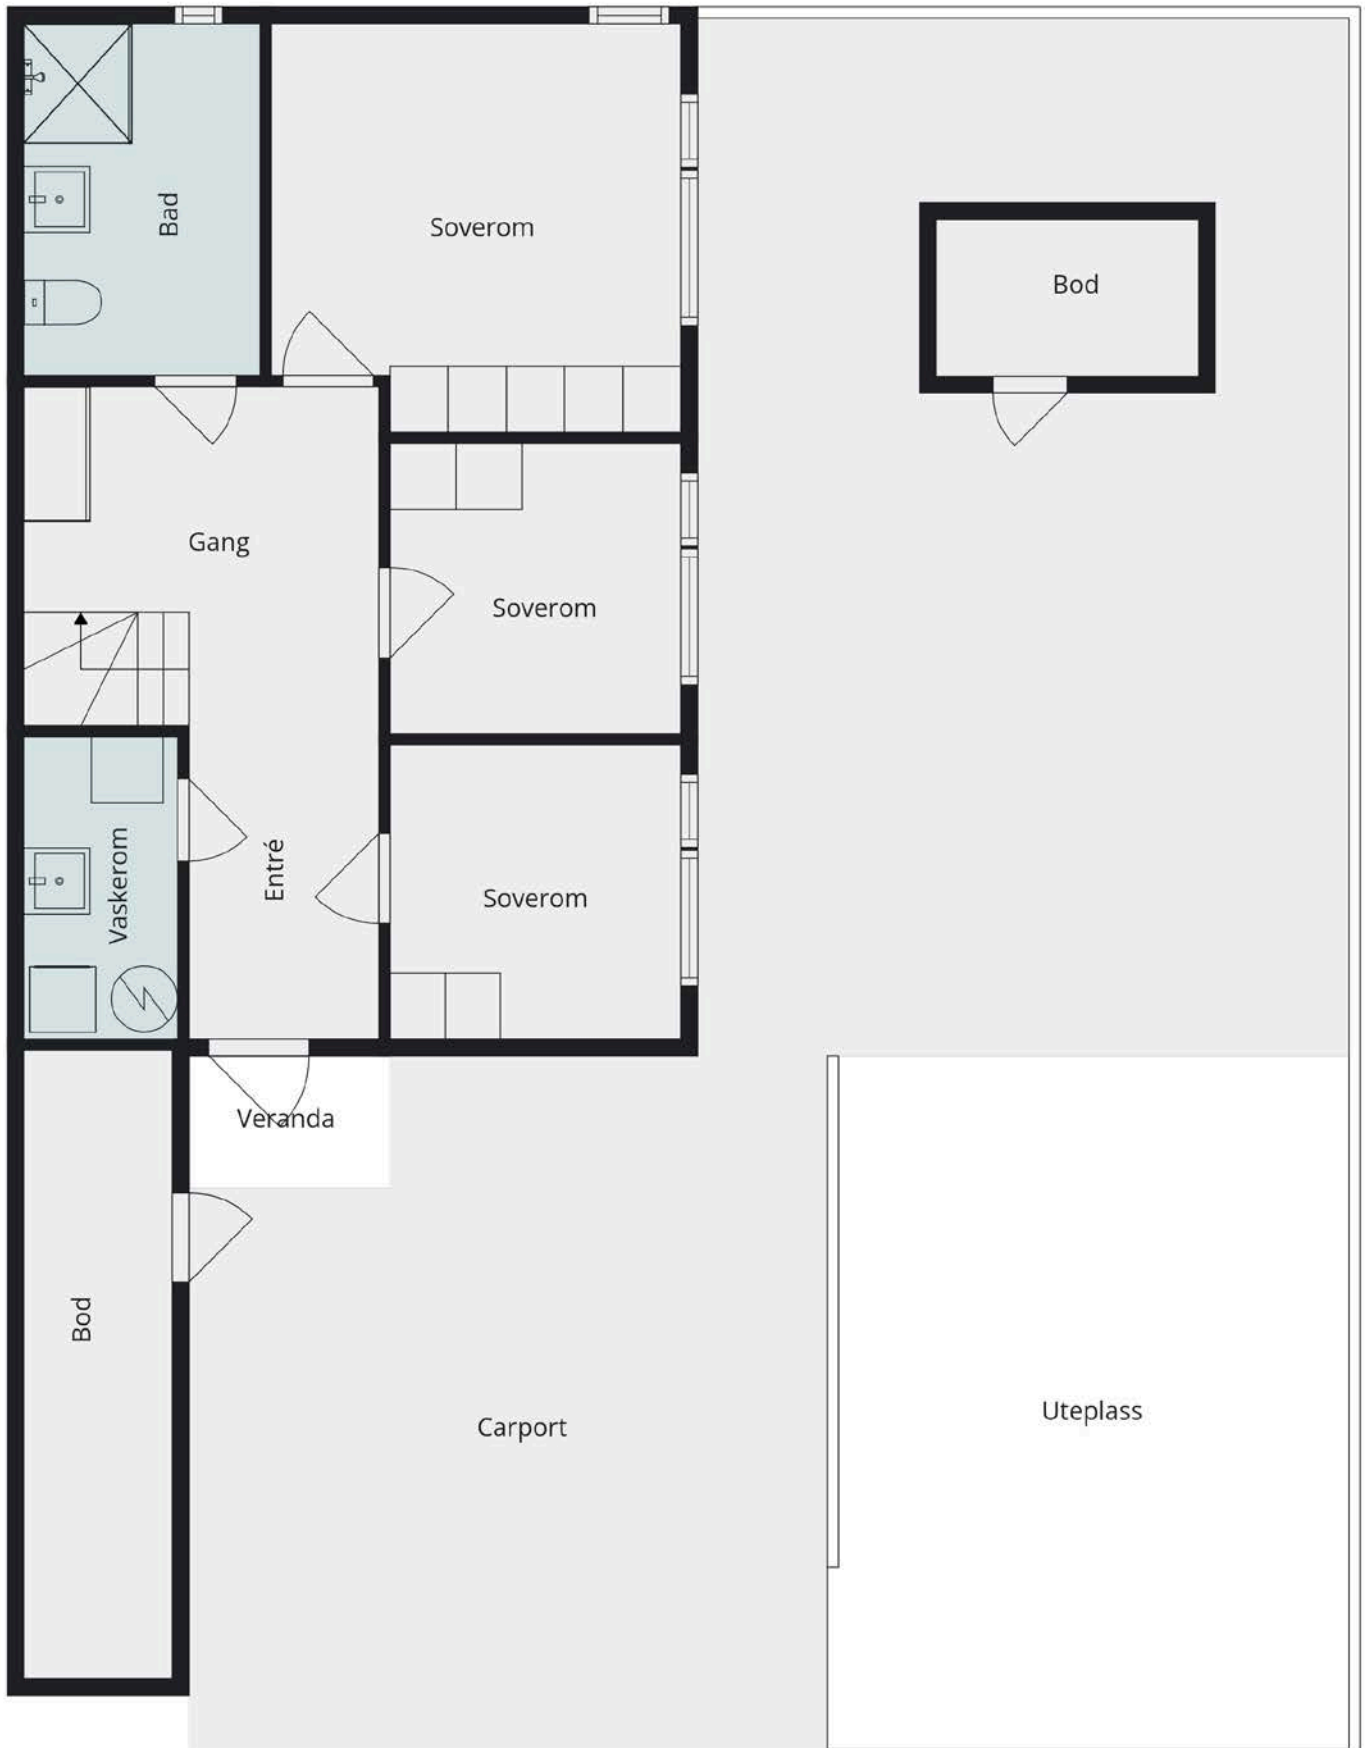 Bad
Soverom
Bod
Gang
Soverom
Vaskerom
Entré
Soverom
Veranda
Bod
Carport
Uteplass